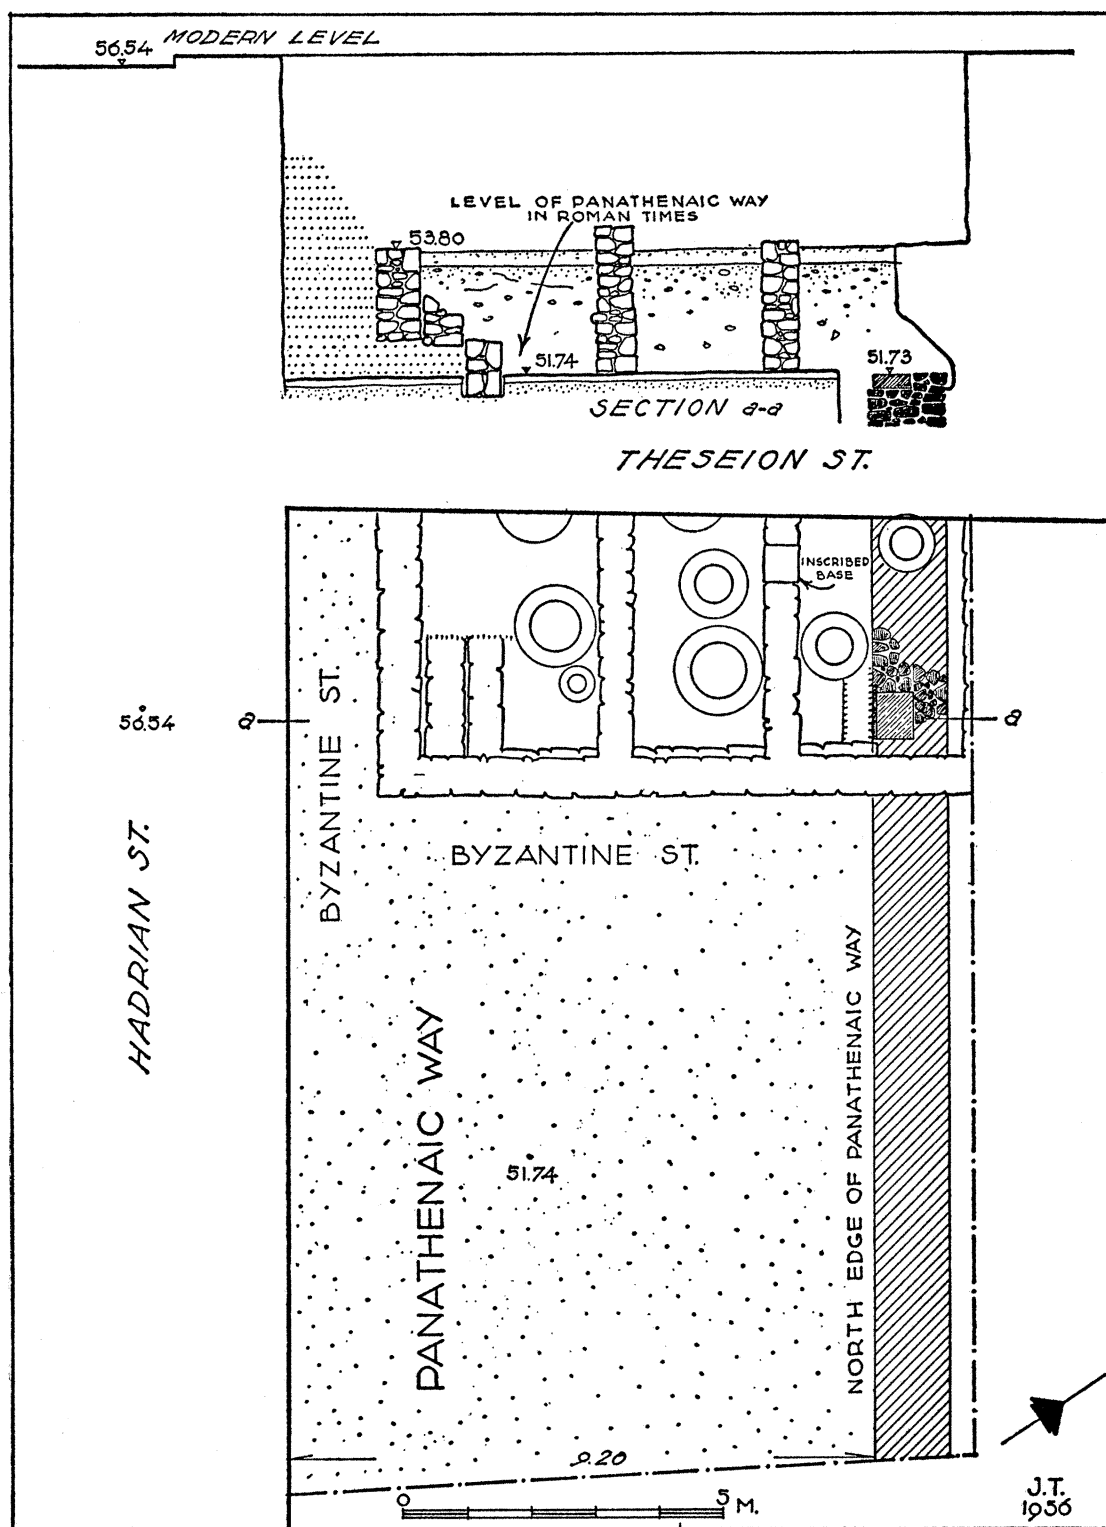 MODERN LEVEL
56.54
LEVEL OF PANATHENAIC WAY
IN ROMAN TIMES
53.80
51.74
51.73
SECTION a-a
THESEION ST.
INSCRIBED
BASE
56.54
a
a
BYZANTINE ST.
BYZANTINE ST.
HADRIAN ST.
PANATHENAIC WAY
51.74
NORTH EDGE OF PANATHENAIC WAY
9.20
0 5 M.
J.T.
1956